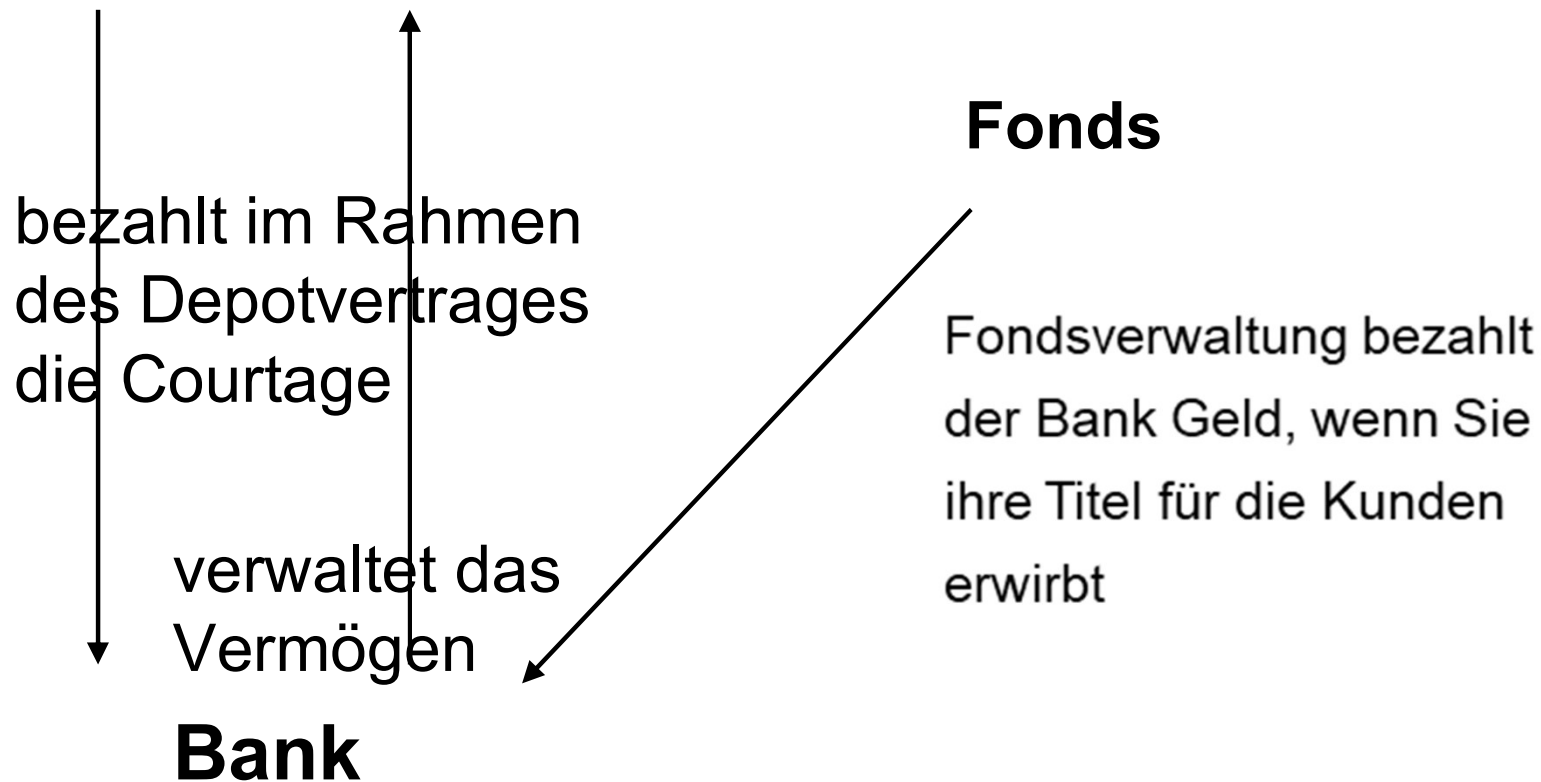 Fonds
bezahlt im Rahmen
des Depotvertrages
die Courtage
Fondsverwaltung bezahlt
der Bank Geld, wenn Sie
ihre Titel für die Kunden
erwirbt
verwaltet das
Vermögen
Bank